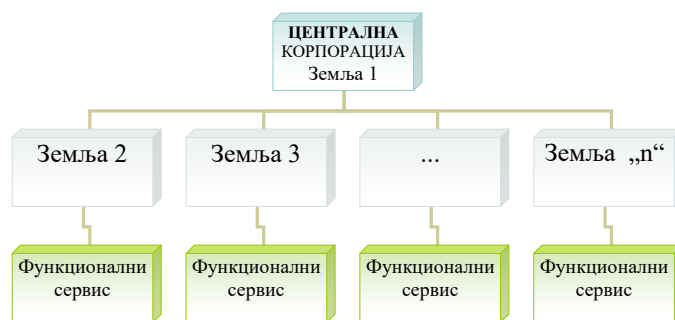 ЦЕНТРАЛНА
КОРПОРАЦИЈА
Земља 1
Земља 2
Земља 3
...
Земља „n“
Функционални
сервис
Функционални
сервис
Функционални
сервис
Функционални
сервис